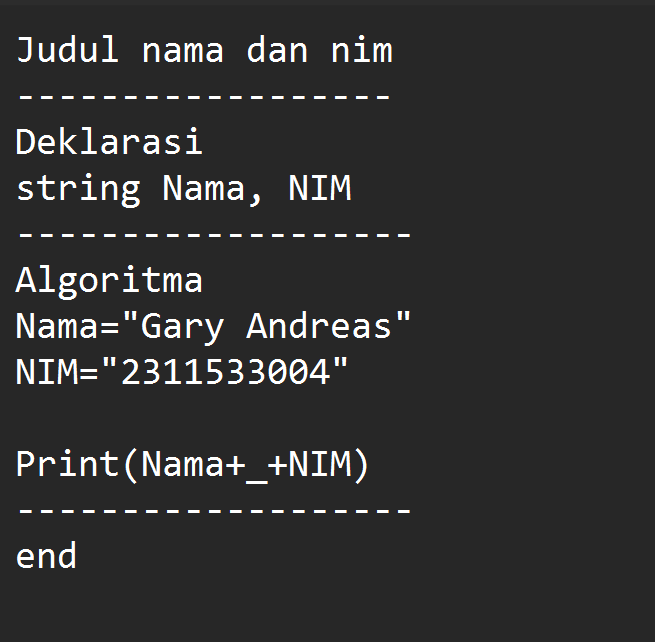 Judul nama dan nim
------------------
Deklarasi
string Nama, NIM
-------------------
Algoritma
Nama="Gary Andreas"
NIM="2311533004"
Print(Nama+_+NIM)
-------------------
end